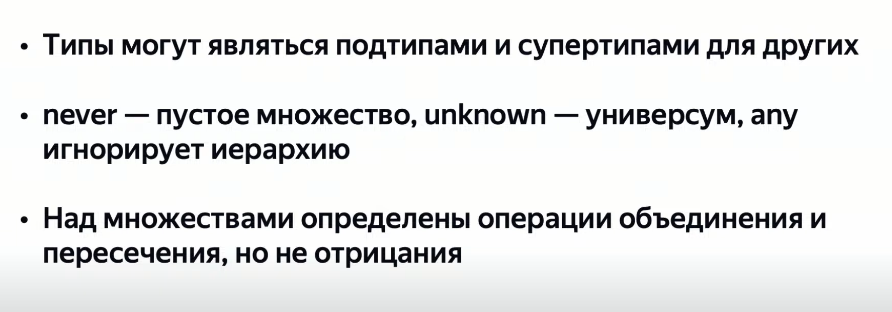 • Типы могут являться подтипами и супертипами для других
• never — пустое множество, unknown — универсум, any
игнорирует иерархию
• Над множествами определены операции объединения и
пересечения, но не отрицания